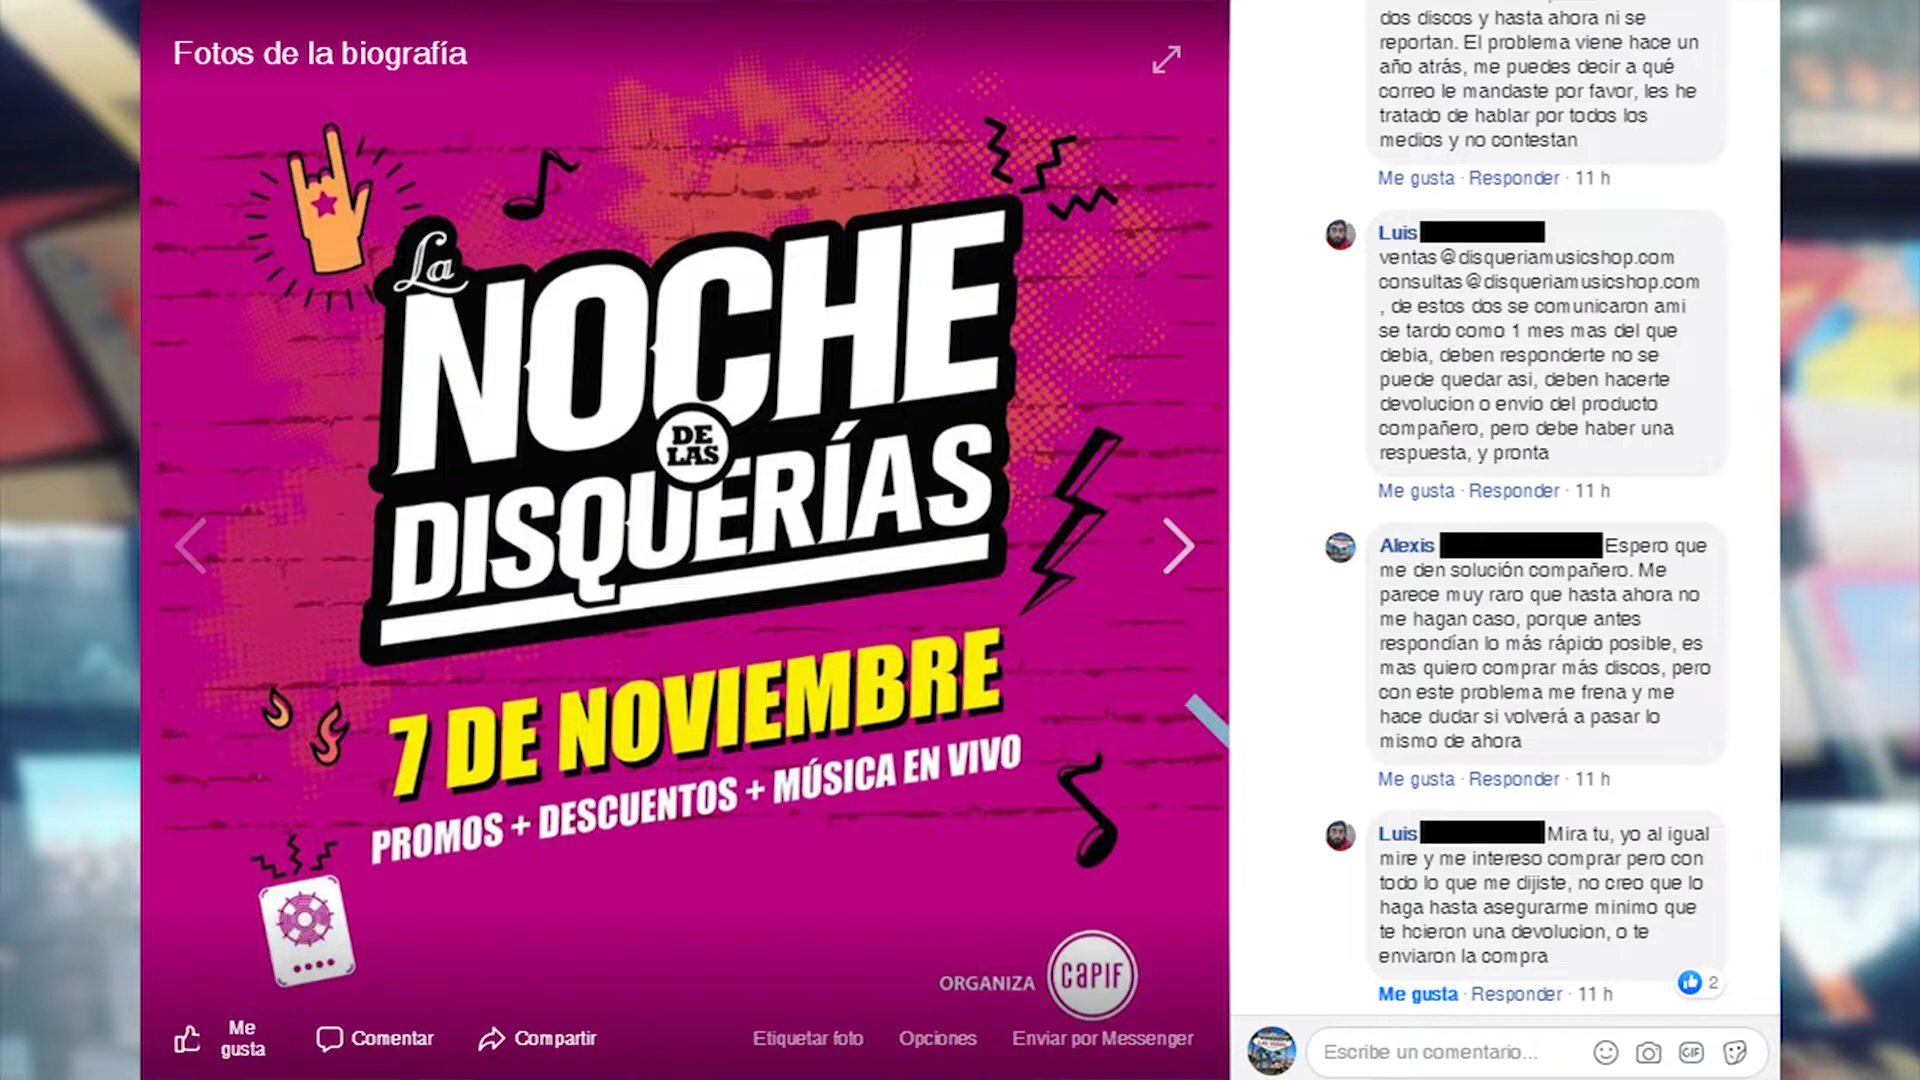 Fotos de la biografía
La
NOCHE
DE
LAS
DISQUERÍAS
7 DE NOVIEMBRE
PROMOS + DESCUENTOS + MÚSICA EN VIVO
ORGANIZA
CAPIF
Me
gusta
Comentar
Compartir
Etiquetar foto
Opciones
Enviar por Messenger
dos discos y hasta ahora ni se
reportan. El problema viene hace un
año atrás, me puedes decir a qué
correo le mandaste por favor, les he
tratado de hablar por todos los
medios y no contestan
Me gusta · Responder · 11 h
Luis
ventas@disqueriamusicshop.com
consultas@disqueriamusicshop.com
, de estos dos se comunicaron ami
se tardo como 1 mes mas del que
debia, deben responderte no se
puede quedar asi, deben hacerte
devolucion o envio del producto
compañero, pero debe haber una
respuesta, y pronta
Me gusta · Responder · 11 h
Alexis Espero que
me den solución compañero. Me
parece muy raro que hasta ahora no
me hagan caso, porque antes
respondían lo más rápido posible, es
mas quiero comprar más discos, pero
con este problema me frena y me
hace dudar si volverá a pasar lo
mismo de ahora
Me gusta · Responder · 11 h
Luis Mira tu, yo al igual
mire y me intereso comprar pero con
todo lo que me dijiste, no creo que lo
haga hasta asegurarme minimo que
te hcieron una devolucion, o te
enviaron la compra
2
Me gusta · Responder · 11 h
Escribe un comentario...
GIF